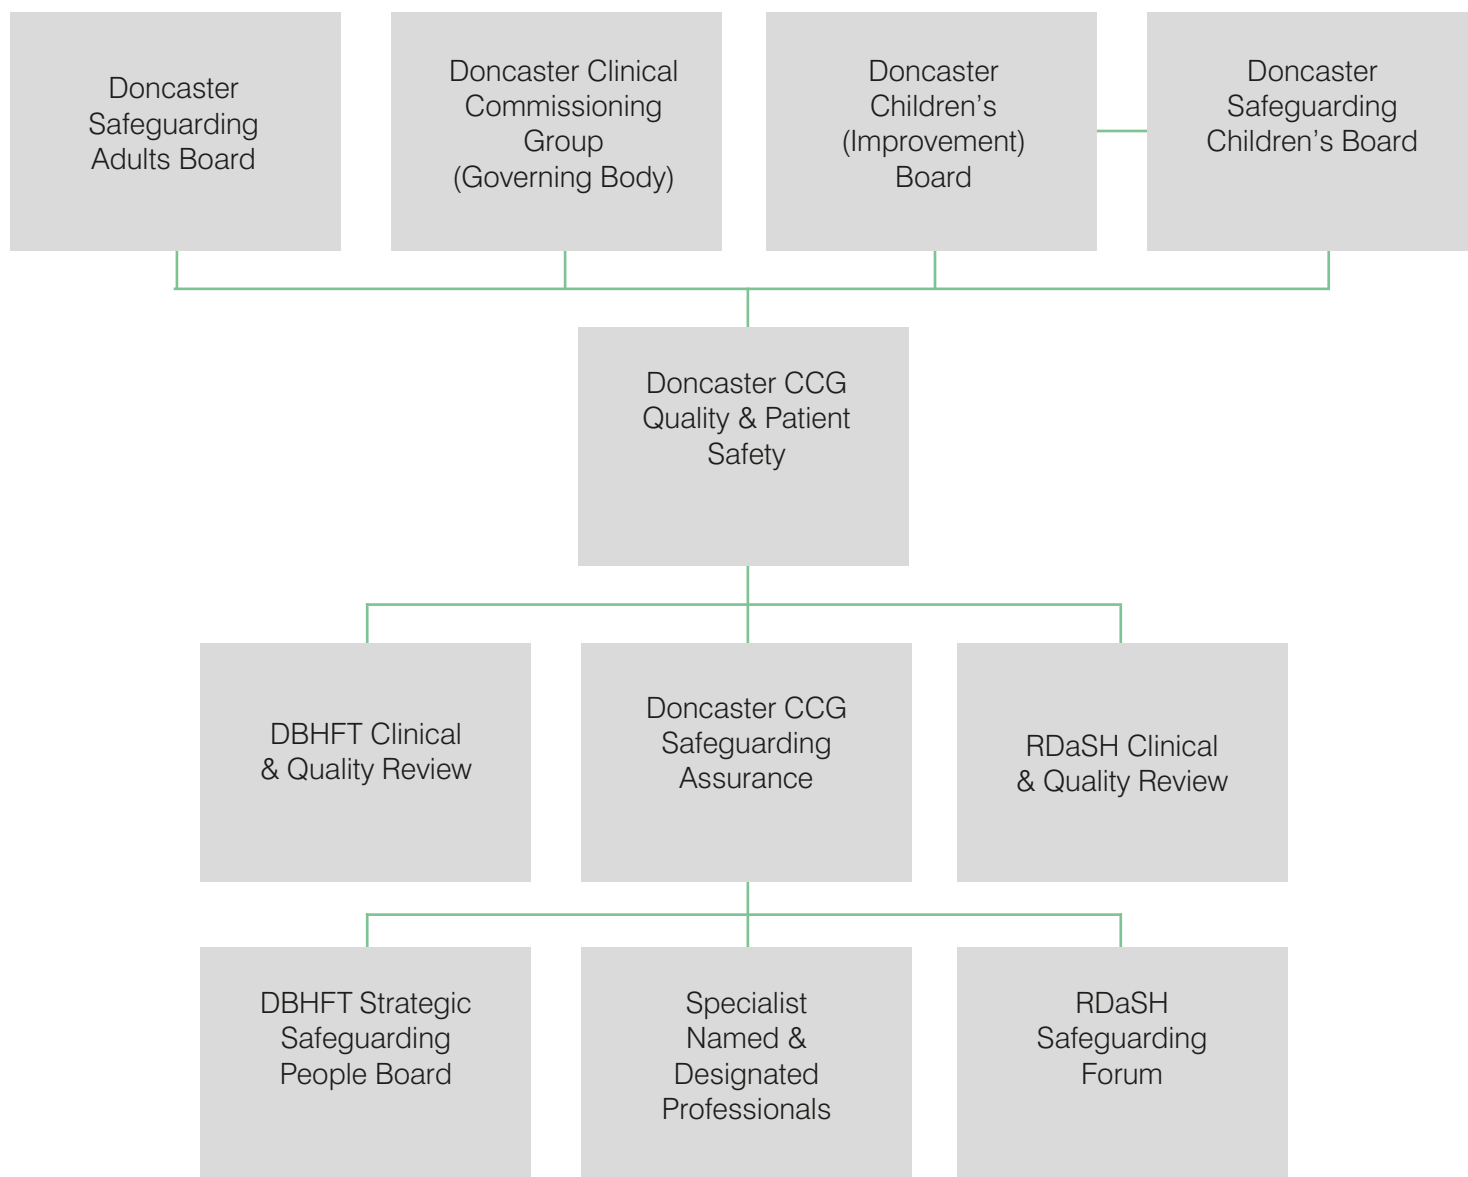 Doncaster
Safeguarding
Adults Board
Doncaster Clinical
Commissioning
Group
(Governing Body)
Doncaster
Children’s
(Improvement)
Board
Doncaster
Safeguarding
Children’s Board
Doncaster CCG
Quality & Patient
Safety
DBHFT Clinical
& Quality Review
Doncaster CCG
Safeguarding
Assurance
RDaSH Clinical
& Quality Review
DBHFT Strategic
Safeguarding
People Board
Specialist
Named &
Designated
Professionals
RDaSH
Safeguarding
Forum